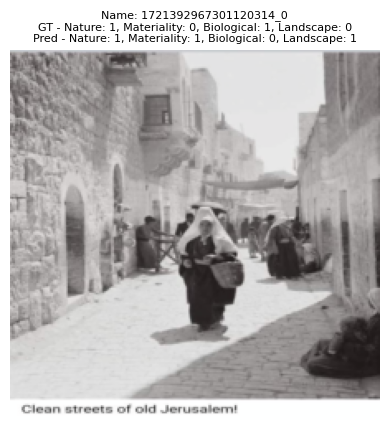 Name: 1721392967301120314_0
GT - Nature: 1, Materiality: 0, Biological: 1, Landscape: 0
Pred - Nature: 1, Materiality: 1, Biological: 0, Landscape: 1
Clean streets of old Jerusalem!